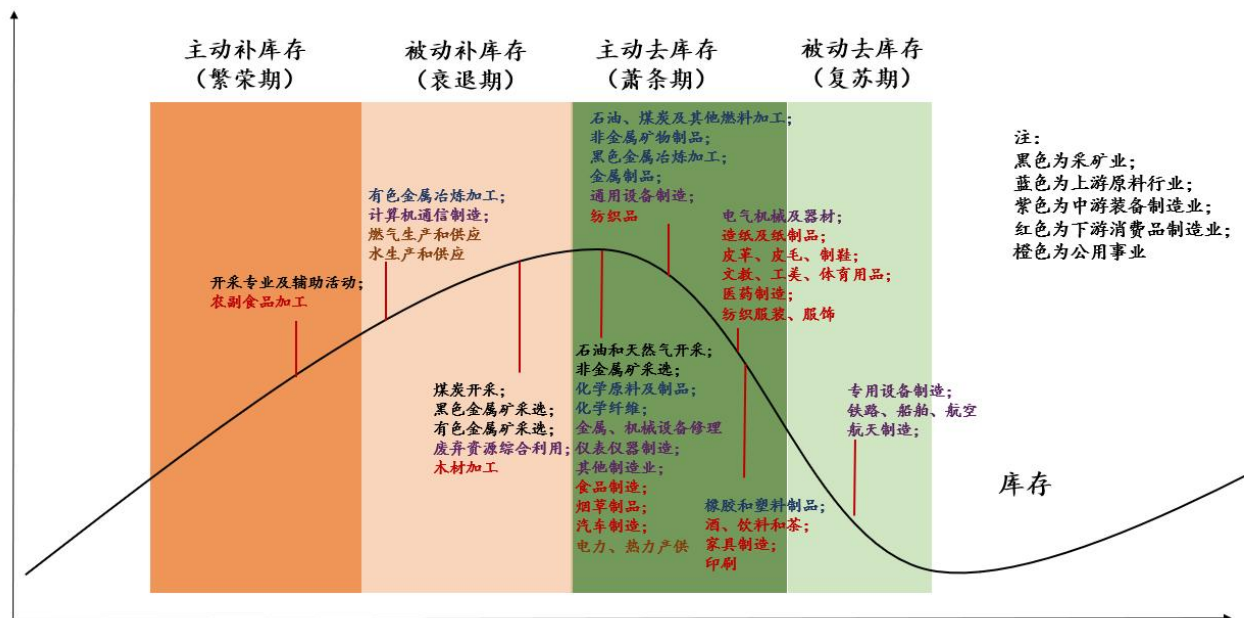 主动补库存
(繁荣期)
被动补库存
(衰退期)
主动去库存
(萧条期)
被动去库存
(复苏期)
开采专业及辅助活动;
农副食品加工
有色金属冶炼加工;
计算机通信制造;
燃气生产和供应
水生产和供应
煤炭开采;
黑色金属矿采选;
有色金属矿采选;
废弃资源综合利用;
木材加工
石油、煤炭及其他燃料加工;
非金属矿物制品;
黑色金属冶炼加工;
金属制品;
通用设备制造;
纺织品
石油和天然气开采;
非金属矿采选;
化学原料及制品;
化学纤维;
金属、机械设备修理
仪表仪器制造;
其他制造业;
食品制造;
烟草制品;
汽车制造;
电力、热力产供
电气机械及器材;
造纸及纸制品;
皮革、皮毛、制鞋;
文教、工美、体育用品;
医药制造;
纺织服装、服饰
橡胶和塑料制品;
酒、饮料和茶;
家具制造;
印刷
专用设备制造;
铁路、船舶、航空
航天制造;
库存
注:
黑色为采矿业;
蓝色为上游原料行业;
紫色为中游装备制造业;
红色为下游消费品制造业;
橙色为公用事业